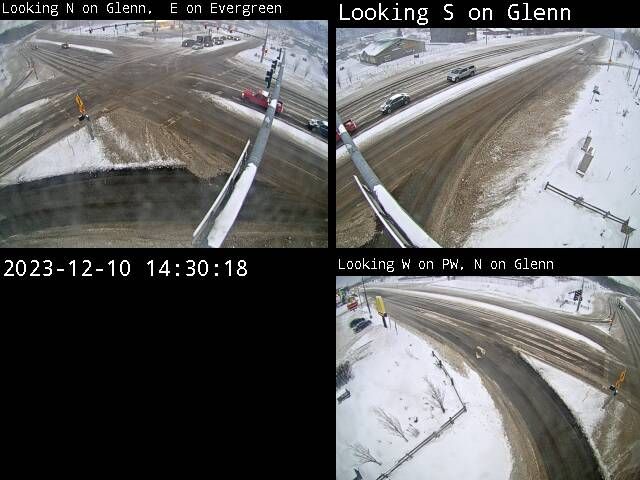 Looking N on Glenn,  E on Evergreen
Looking S on Glenn
2023-12-10 14:30:18
Looking W on PW, N on Glenn